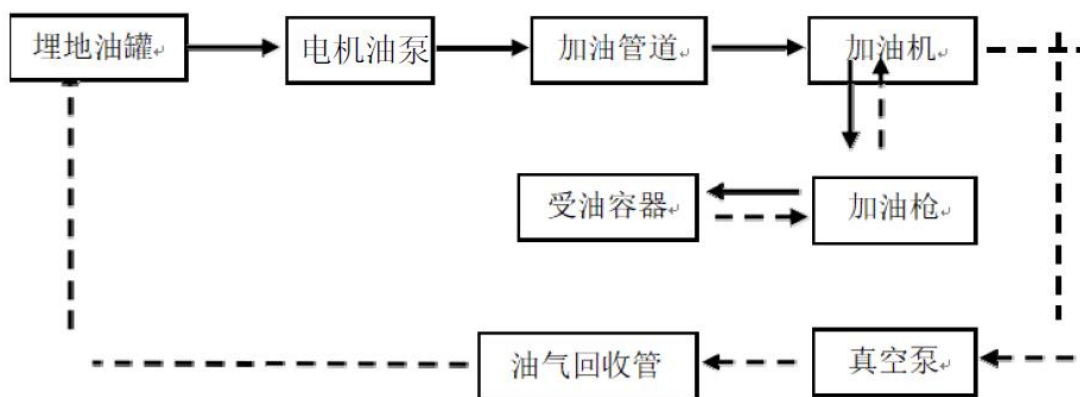 埋地油罐
电机油泵
加油管道
加油机
受油容器
加油枪
油气回收管
真空泵